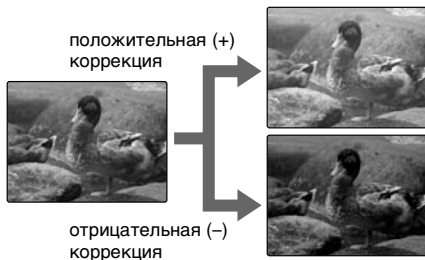 положительная (+)
коррекция
отрицательная (–)
коррекция